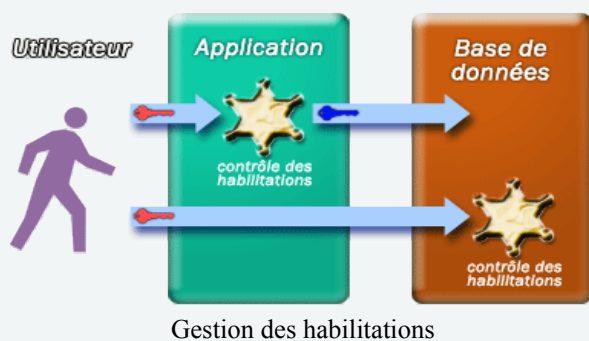 Utilisateur
Application
Base de
données
contrôle des
habilitations
contrôle des
habilitations
Gestion des habilitations